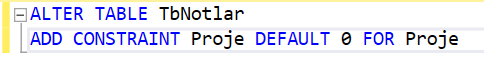 ALTER TABLE TbNotlar
ADD CONSTRAINT Proje DEFAULT 0 FOR Proje